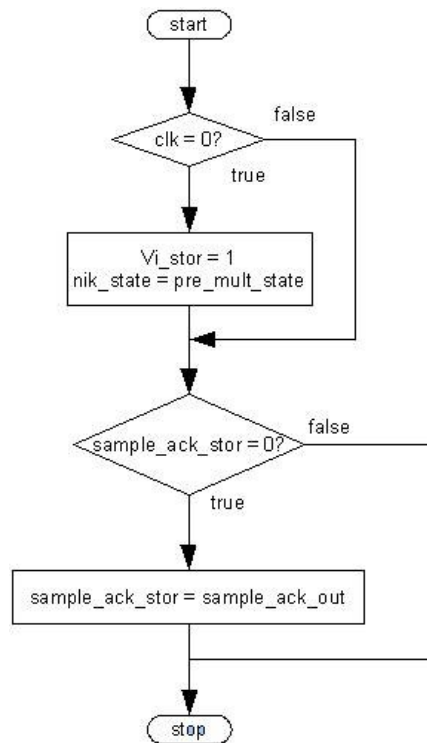 start
clk = 0?
false
true
Vi_stor = 1
nik_state = pre_mult_state
sample_ack_stor = 0?
false
true
sample_ack_stor = sample_ack_out
stop